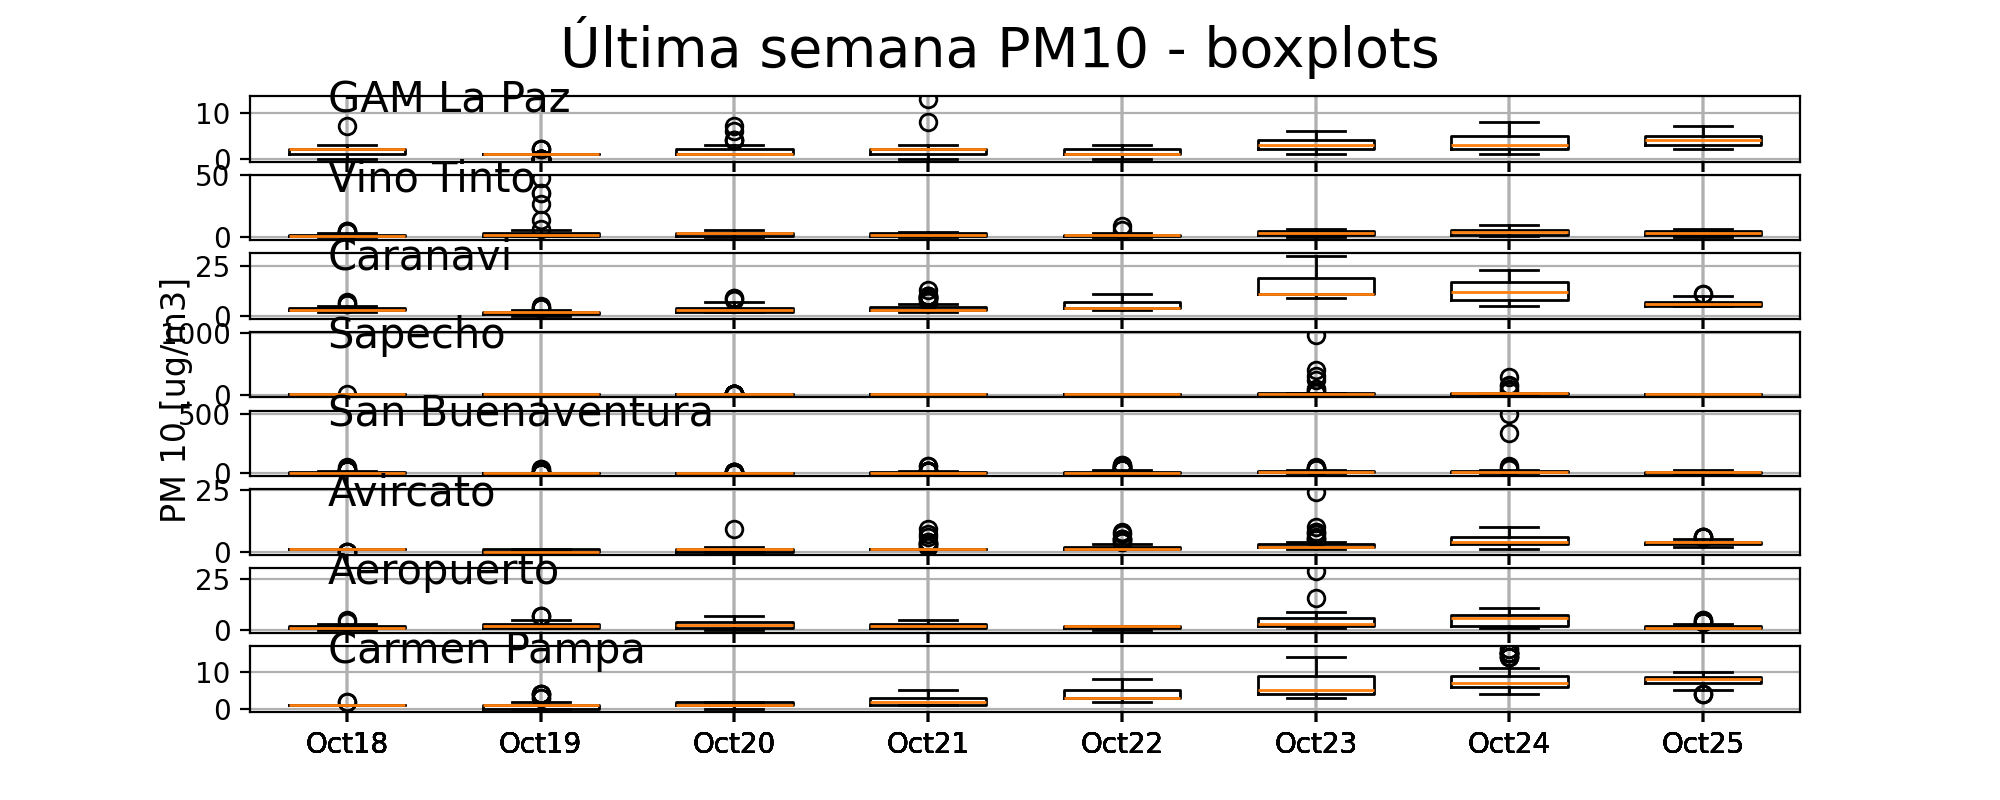 Última semana PM10 - boxplots
GAM La Paz
10
0
Vino Tinto
50
0
Caranavi
25
0
PM 10 [ug/m3]
Sapecho
1000
0
San Buenaventura
500
0
Avircato
25
0
Aeropuerto
25
0
Carmen Pampa
10
0
Oct18 Oct19 Oct20 Oct21 Oct22 Oct23 Oct24 Oct25